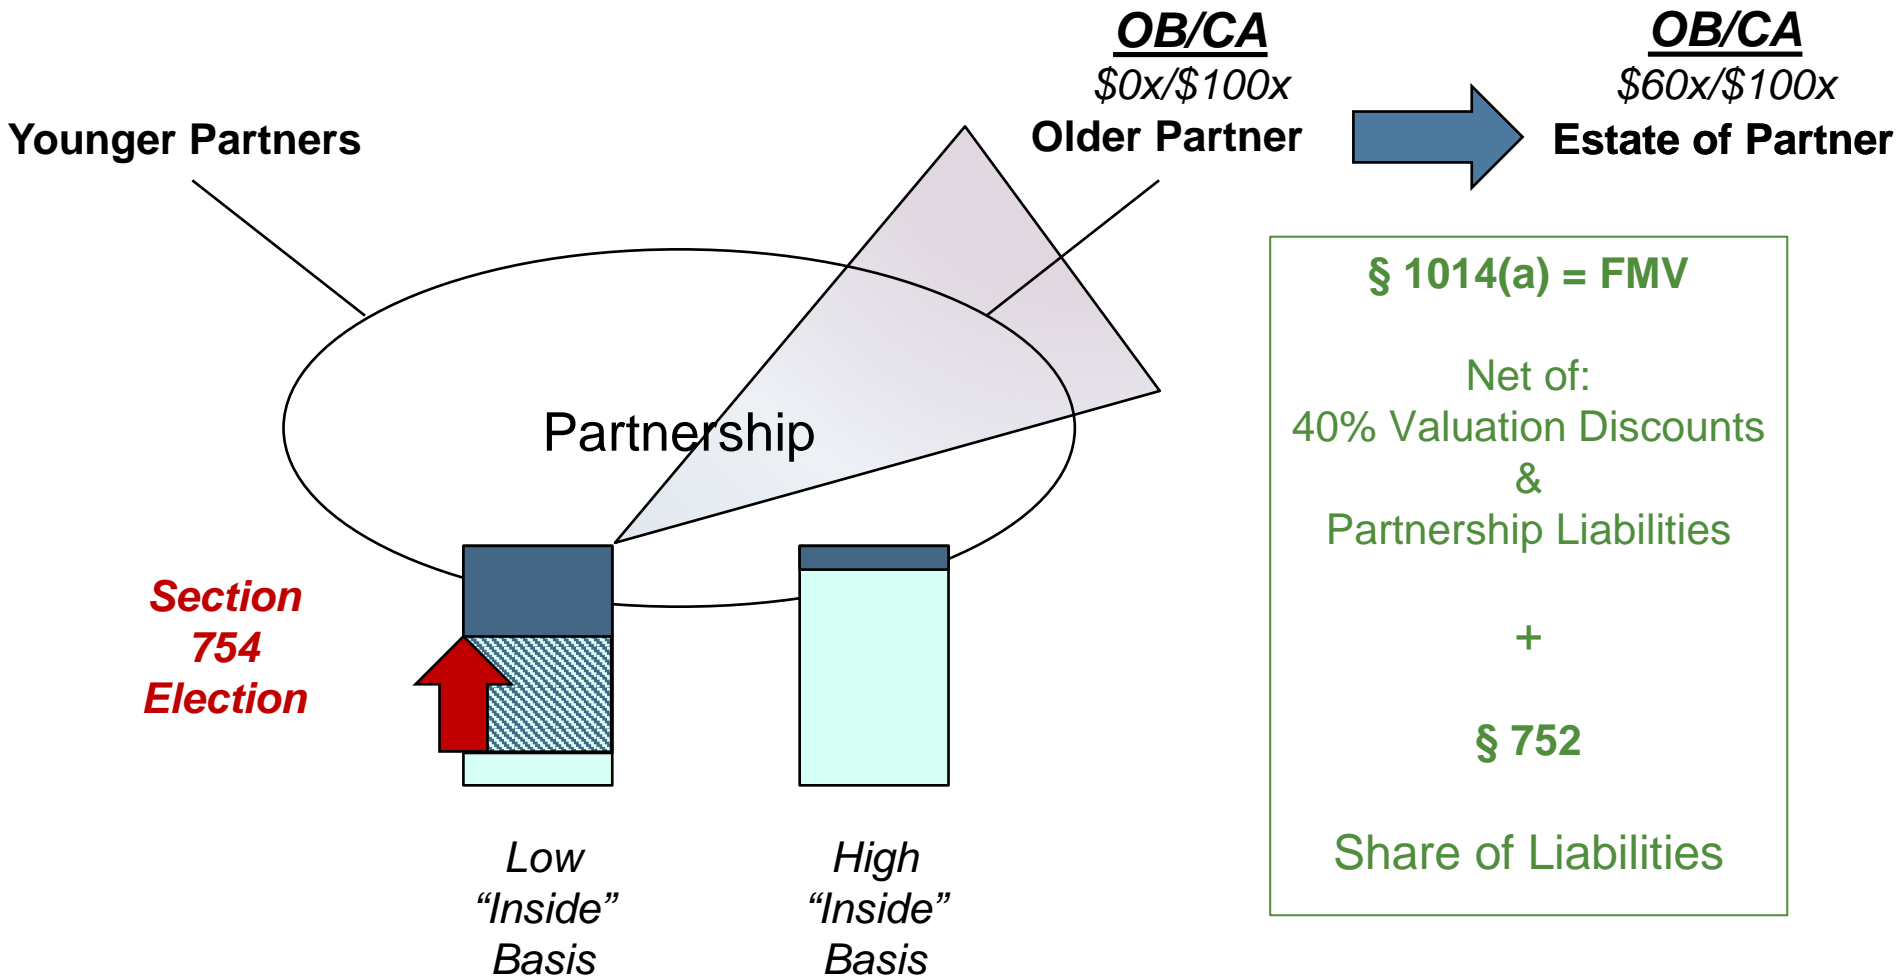 OB/CA
$0x/$100x
Older Partner
OB/CA
$60x/$100x
Estate of Partner
Younger Partners
Partnership
Section
754
Election
Low
“Inside”
Basis
High
“Inside”
Basis
§ 1014(a) = FMV
Net of:
40% Valuation Discounts
&
Partnership Liabilities
+
§ 752
Share of Liabilities